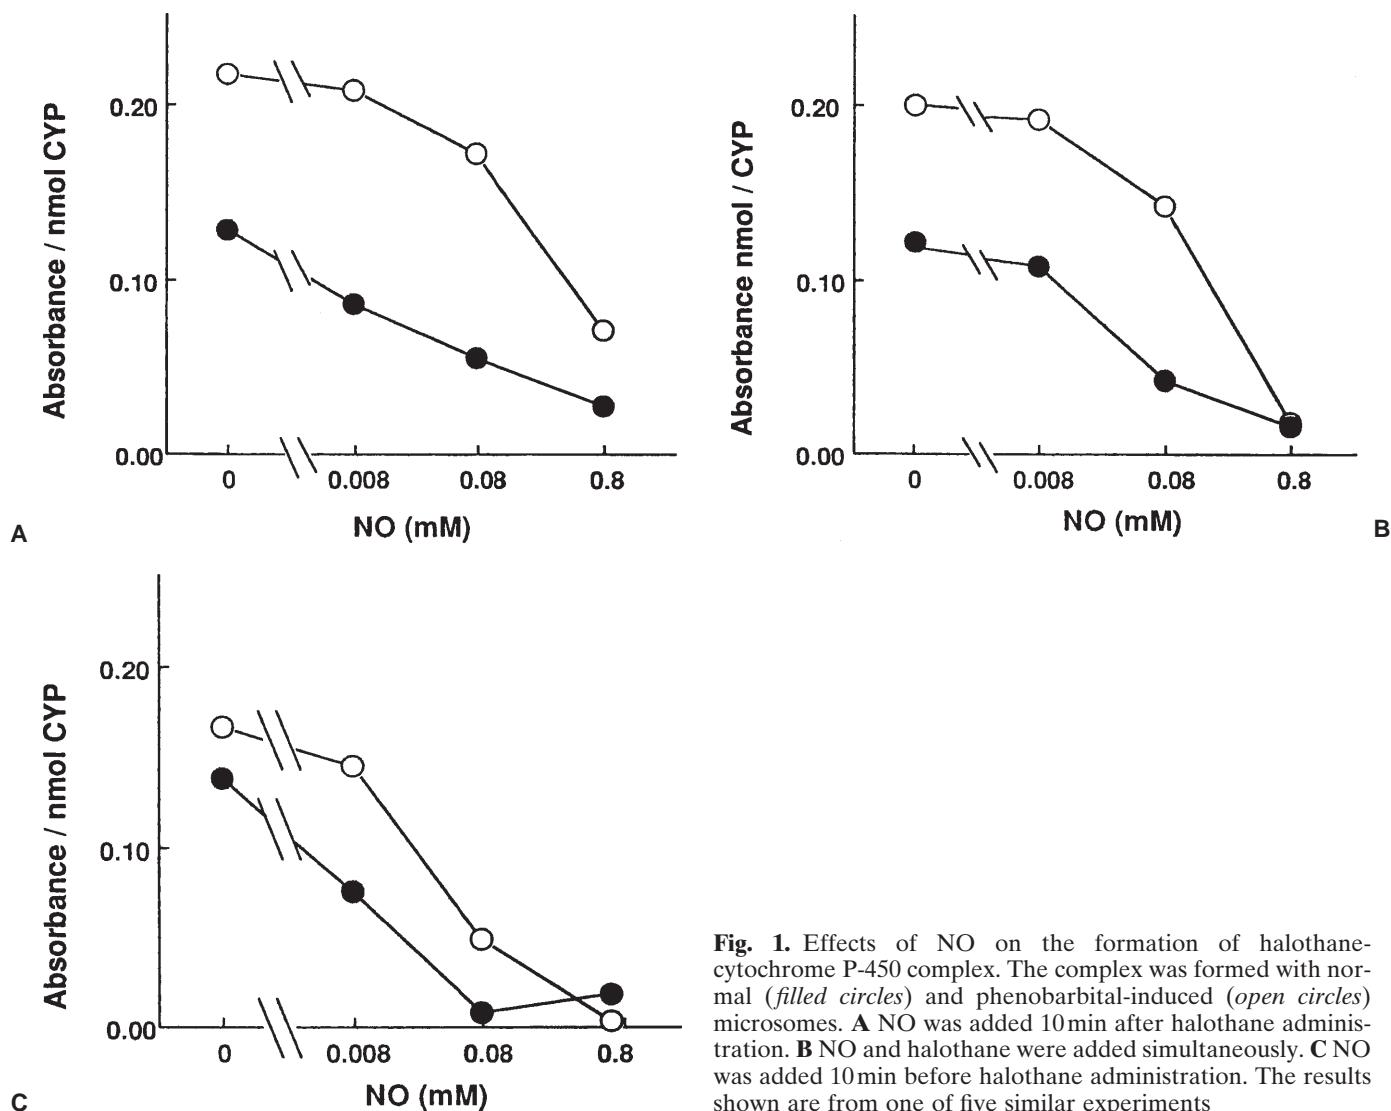 0.20
0.10
0.00
Absorbance / nmol CYP
0 0.008 0.08 0.8
NO (mM)
A
0.20
0.10
0.00
Absorbance nmol / CYP
0 0.008 0.08 0.8
NO (mM)
B
0.20
0.10
0.00
Absorbance / nmol CYP
0 0.008 0.08 0.8
NO (mM)
C
Fig. 1. Effects of NO on the formation of halothane-
cytochrome P-450 complex. The complex was formed with nor-
mal (filled circles) and phenobarbital-induced (open circles)
microsomes. A NO was added 10 min after halothane adminis-
tration. B NO and halothane were added simultaneously. C NO
was added 10 min before halothane administration. The results
shown are from one of five similar experiments